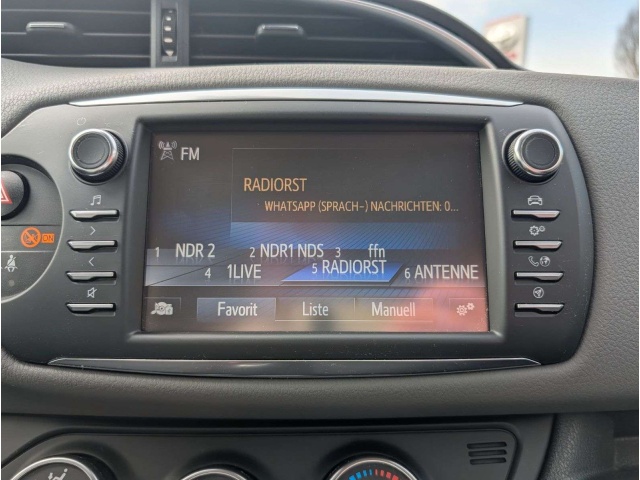 FM
RADIORST
WHATSAPP (SPRACH-) NACHRICHTEN: 0...
1 NDR 2 2 NDR1 NDS 3 ffn
4 1LIVE 5 RADIORST 6 ANTENNE
Favorit Liste Manuell